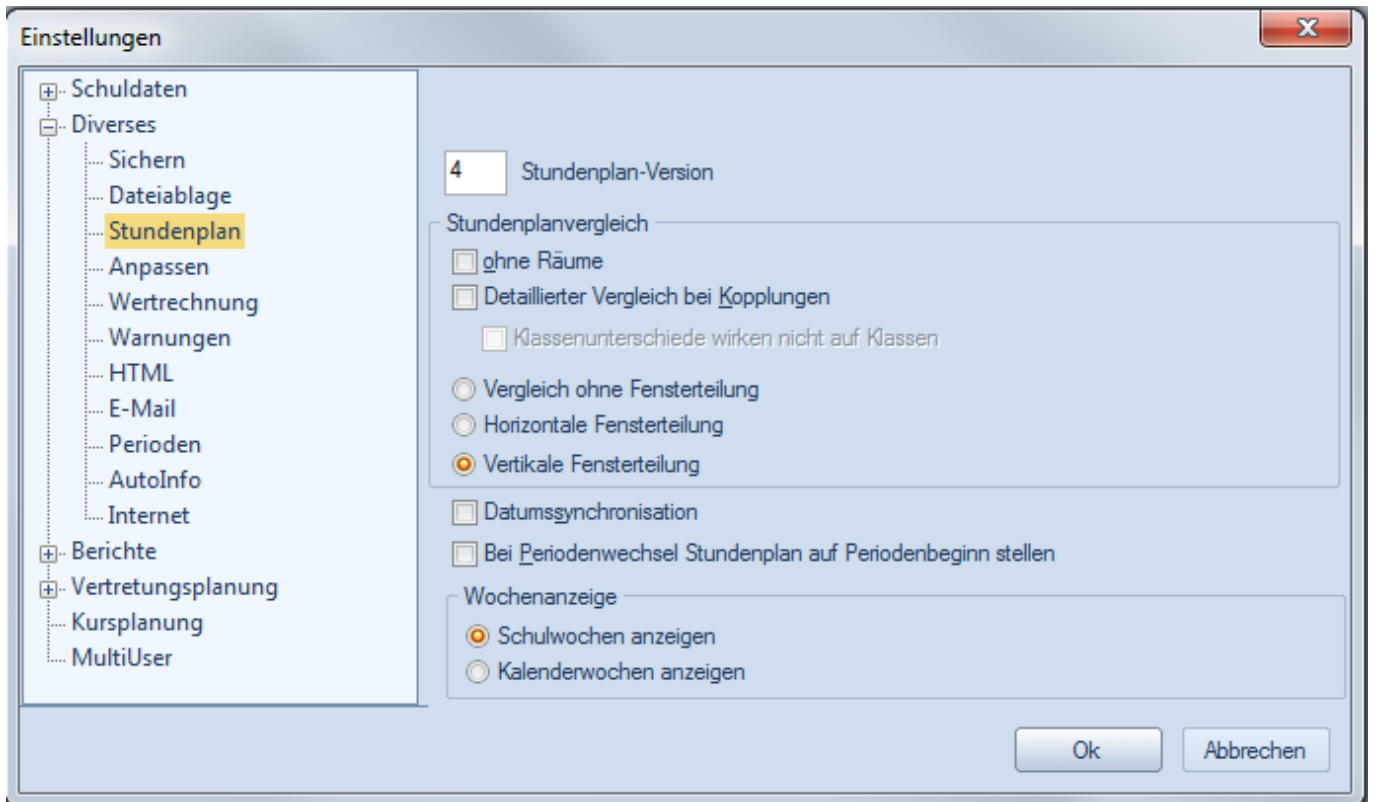 Einstellungen
Schuldaten
Diverses
Sichern
Dateiablage
Stundenplan
Anpassen
Wertrechnung
Warnungen
HTML
E-Mail
Perioden
AutoInfo
Internet
Berichte
Vertretungsplanung
Kursplanung
MultiUser
4 Stundenplan-Version
Stundenplanvergleich
ohne Räume
Detaillierter Vergleich bei Kopplungen
Klassenunterschiede wirken nicht auf Klassen
Vergleich ohne Fensterteilung
Horizontale Fensterteilung
Vertikale Fensterteilung
Datumssynchronisation
Bei Periodenwechsel Stundenplan auf Periodenbeginn stellen
Wochenanzeige
Schulwochen anzeigen
Kalenderwochen anzeigen
Ok Abbrechen